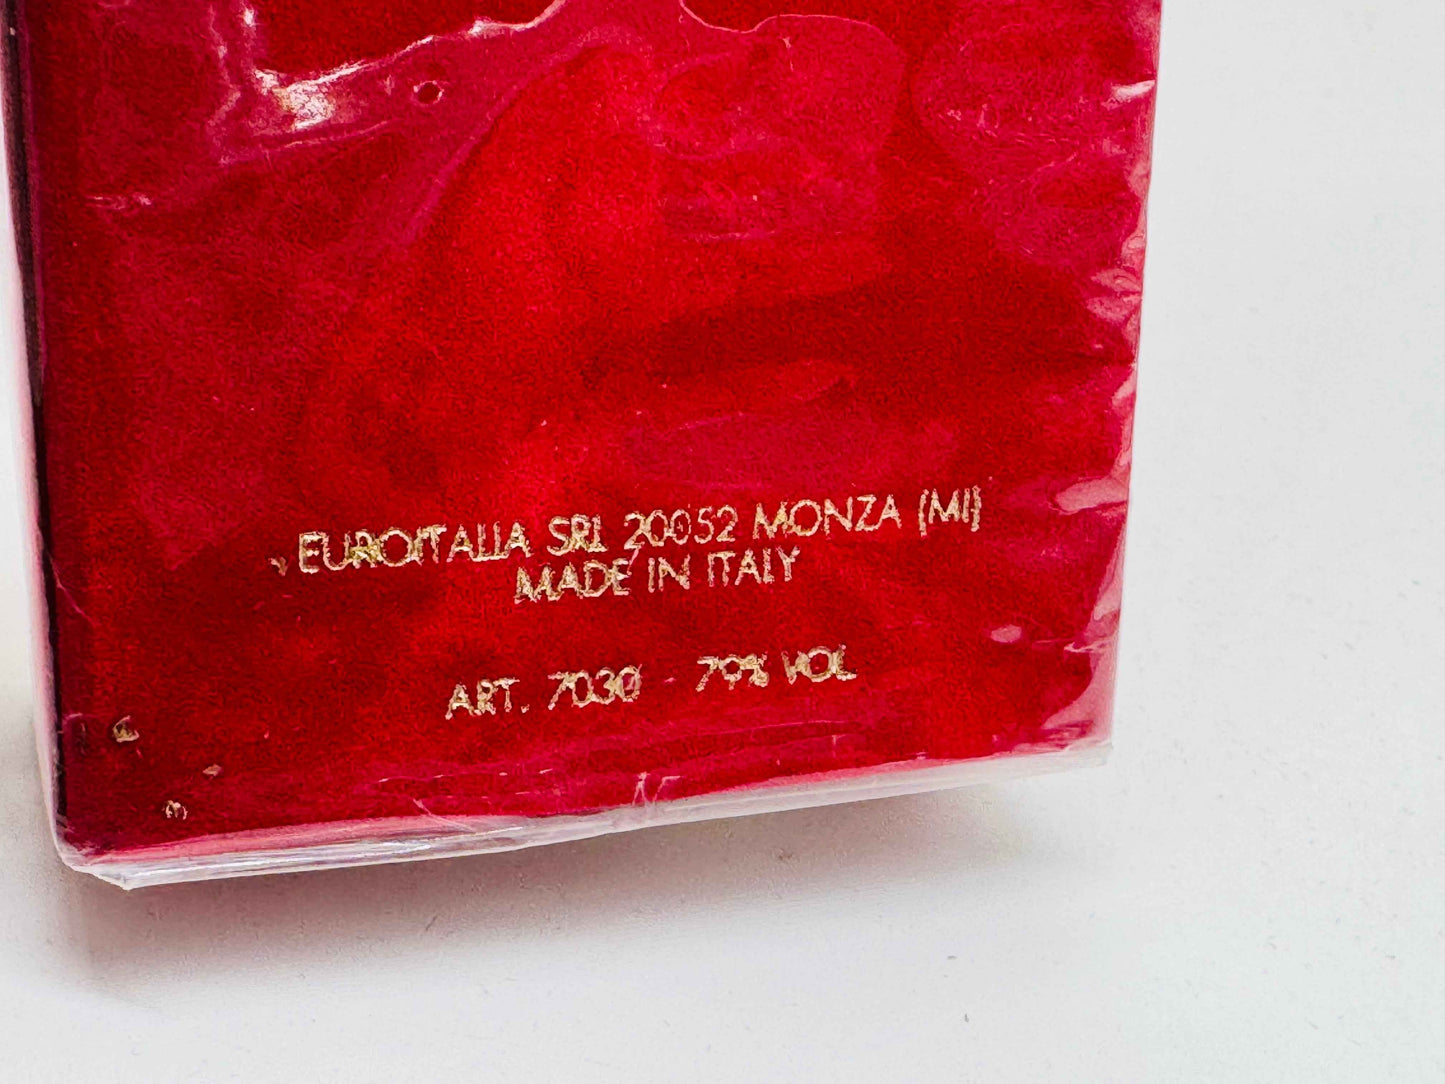 EUROITALIA SRL 20052 MONZA (MI)
MADE IN ITALY
ART. 7030 - 79% VOL